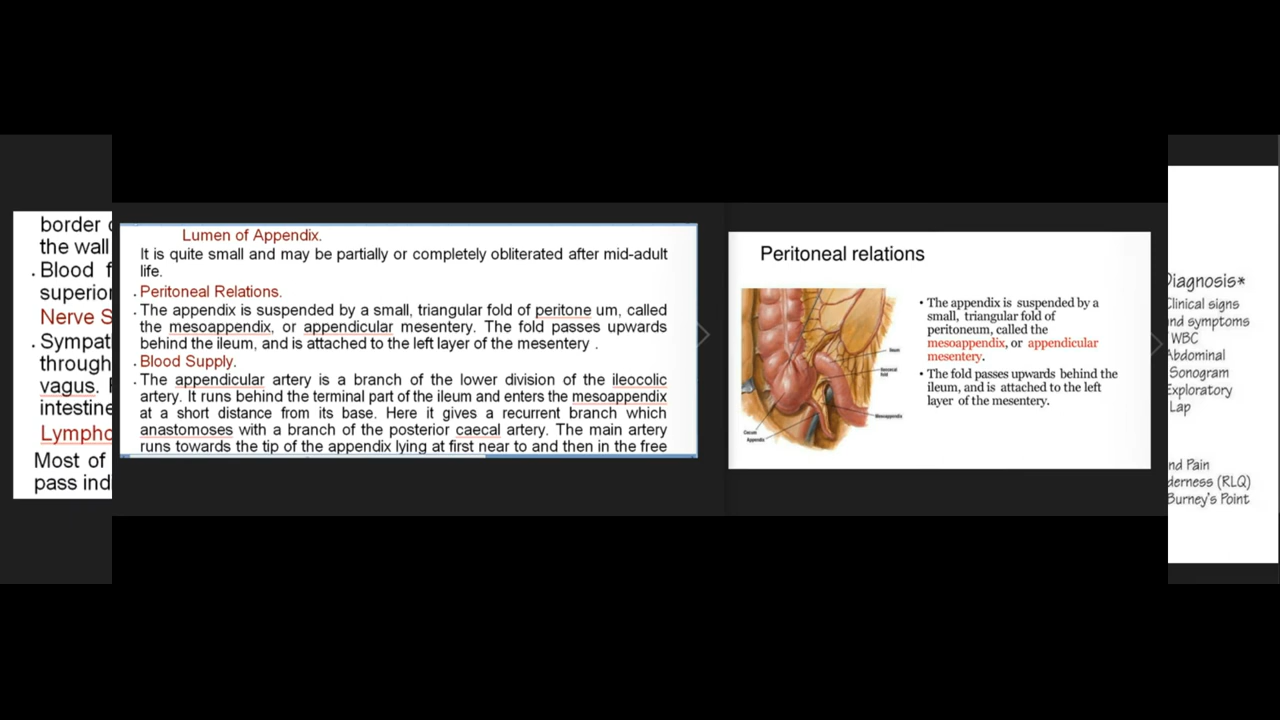 border
the wall
. Blood f
superior
Nerve S
. Sympat
through
vagus.
intestine
Lympho
Most of
pass ind
Lumen of Appendix.
It is quite small and may be partially or completely obliterated after mid-adult
life.
. Peritoneal Relations.
. The appendix is suspended by a small, triangular fold of peritone um, called
the mesoappendix, or appendicular mesentery. The fold passes upwards
behind the ileum, and is attached to the left layer of the mesentery .
. Blood Supply.
. The appendicular artery is a branch of the lower division of the ileocolic
artery. It runs behind the terminal part of the ileum and enters the mesoappendix
at a short distance from its base. Here it gives a recurrent branch which
anastomoses with a branch of the posterior caecal artery. The main artery
runs towards the tip of the appendix lying at first near to and then in the free
Peritoneal relations
• The appendix is suspended by a
small, triangular fold of
peritoneum, called the
mesoappendix, or appendicular
mesentery.
• The fold passes upwards behind the
ileum, and is attached to the left
layer of the mesentery.
Ileum
fold
Mesoappendix
Cecum
Appendix
Diagnosis*
Clinical signs
and symptoms
WBC
Abdominal
Sonogram
Exploratory
Lap
nd Pain
derness (RLQ)
Burney's Point